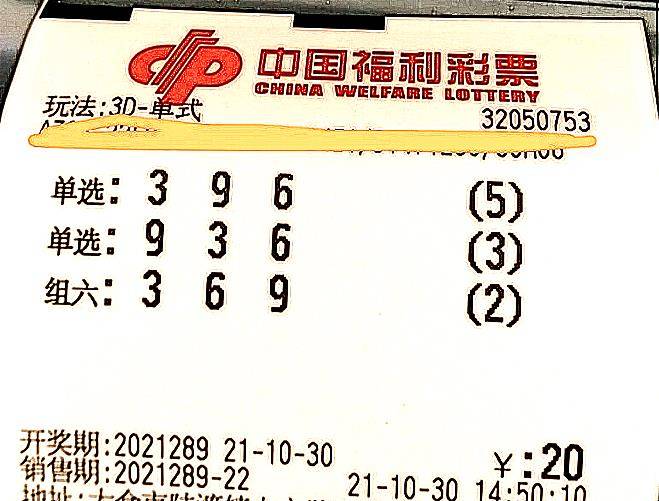 中国福利彩票
CHINA WELFARE LOTTERY
玩法:3D-单式 32050753
单选: 3 9 6 (5)
单选: 9 3 6 (3)
组六: 3 6 9 (2)
开奖期:2021289 21-10-30 ¥:20
销售期:2021289-22 21-10-30 14:50:10
地址: